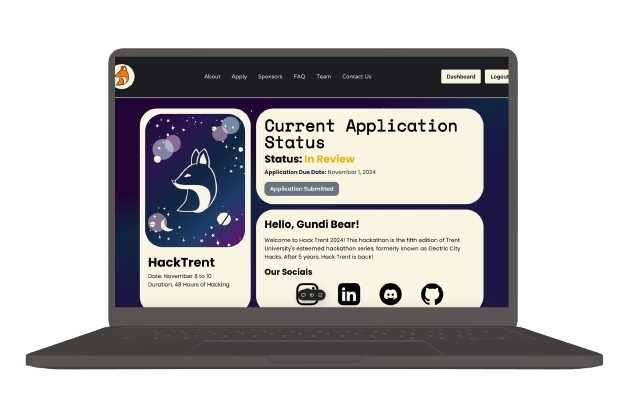 About Apply Sponsors FAQ Team Contact Us Dashboard Logout
Current Application
Status
Status: In Review
Application Due Date: November 1, 2024
Application Submitted
HackTrent
Date: November 8 to 10
Duration: 48 Hours of Hacking
Hello, Gundi Bear!
Welcome to Hack Trent 2024! This hackathon is the fifth edition of Trent
University's esteemed hackathon series, formerly known as Electric City
Hacks. After 5 years, Hack Trent is back!
Our Socials
in